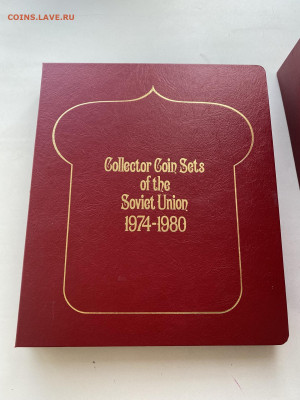 COINS.LAVE.RU
Collector Coin Sets
of the
Soviet Union
1974-1980